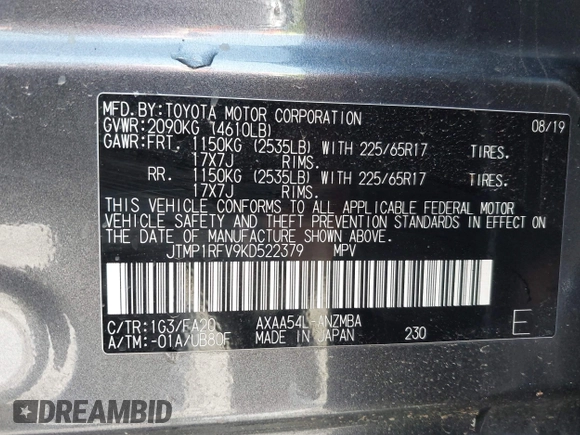 MFD. BY: TOYOTA MOTOR CORPORATION 08/19
GVWR: 2090KG (4610LB)
GAWR: FRT. 1150KG (2535LB) WITH 225/65R17 TIRES.
17X7J RIMS.
RR. 1150KG (2535LB) WITH 225/65R17 TIRES.
17X7J RIMS.
THIS VEHICLE CONFORMS TO ALL APPLICABLE FEDERAL MOTOR
VEHICLE SAFETY AND THEFT PREVENTION STANDARDS IN EFFECT
ON THE DATE OF MANUFACTURE SHOWN ABOVE.
JTMP1RFV9KD522379 MPV
C/TR: 1G3/FA20 AXAA54L-ANZMBA
A/TM: -01A/UB80F MADE IN JAPAN 230 E
DREAMBID